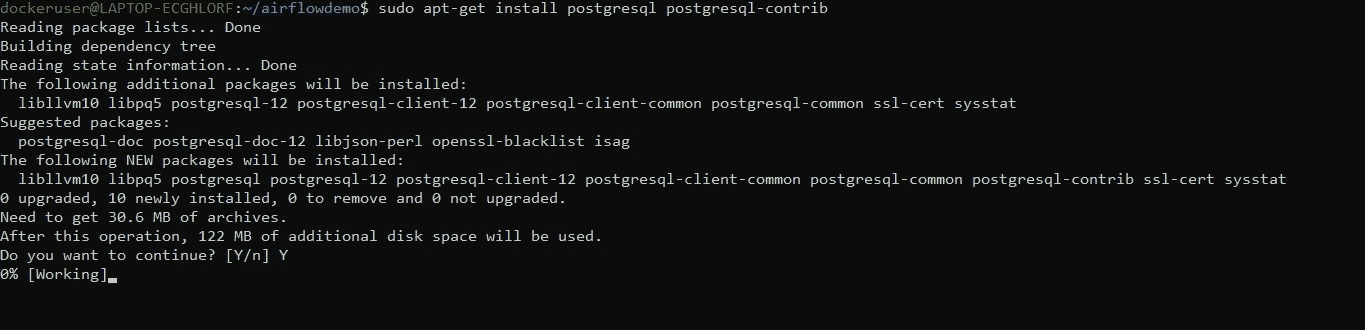 dockeruser@LAPTOP-ECGHLORF:~/airflowdemo$ sudo apt-get install postgresql postgresql-contrib
Reading package lists... Done
Building dependency tree
Reading state information... Done
The following additional packages will be installed:
  libllvm10 libpq5 postgresql-12 postgresql-client-12 postgresql-client-common postgresql-common ssl-cert sysstat
Suggested packages:
  postgresql-doc postgresql-doc-12 libjson-perl openssl-blacklist isag
The following NEW packages will be installed:
  libllvm10 libpq5 postgresql postgresql-12 postgresql-client-12 postgresql-client-common postgresql-common postgresql-contrib ssl-cert sysstat
0 upgraded, 10 newly installed, 0 to remove and 0 not upgraded.
Need to get 30.6 MB of archives.
After this operation, 122 MB of additional disk space will be used.
Do you want to continue? [Y/n] Y
0% [Working]